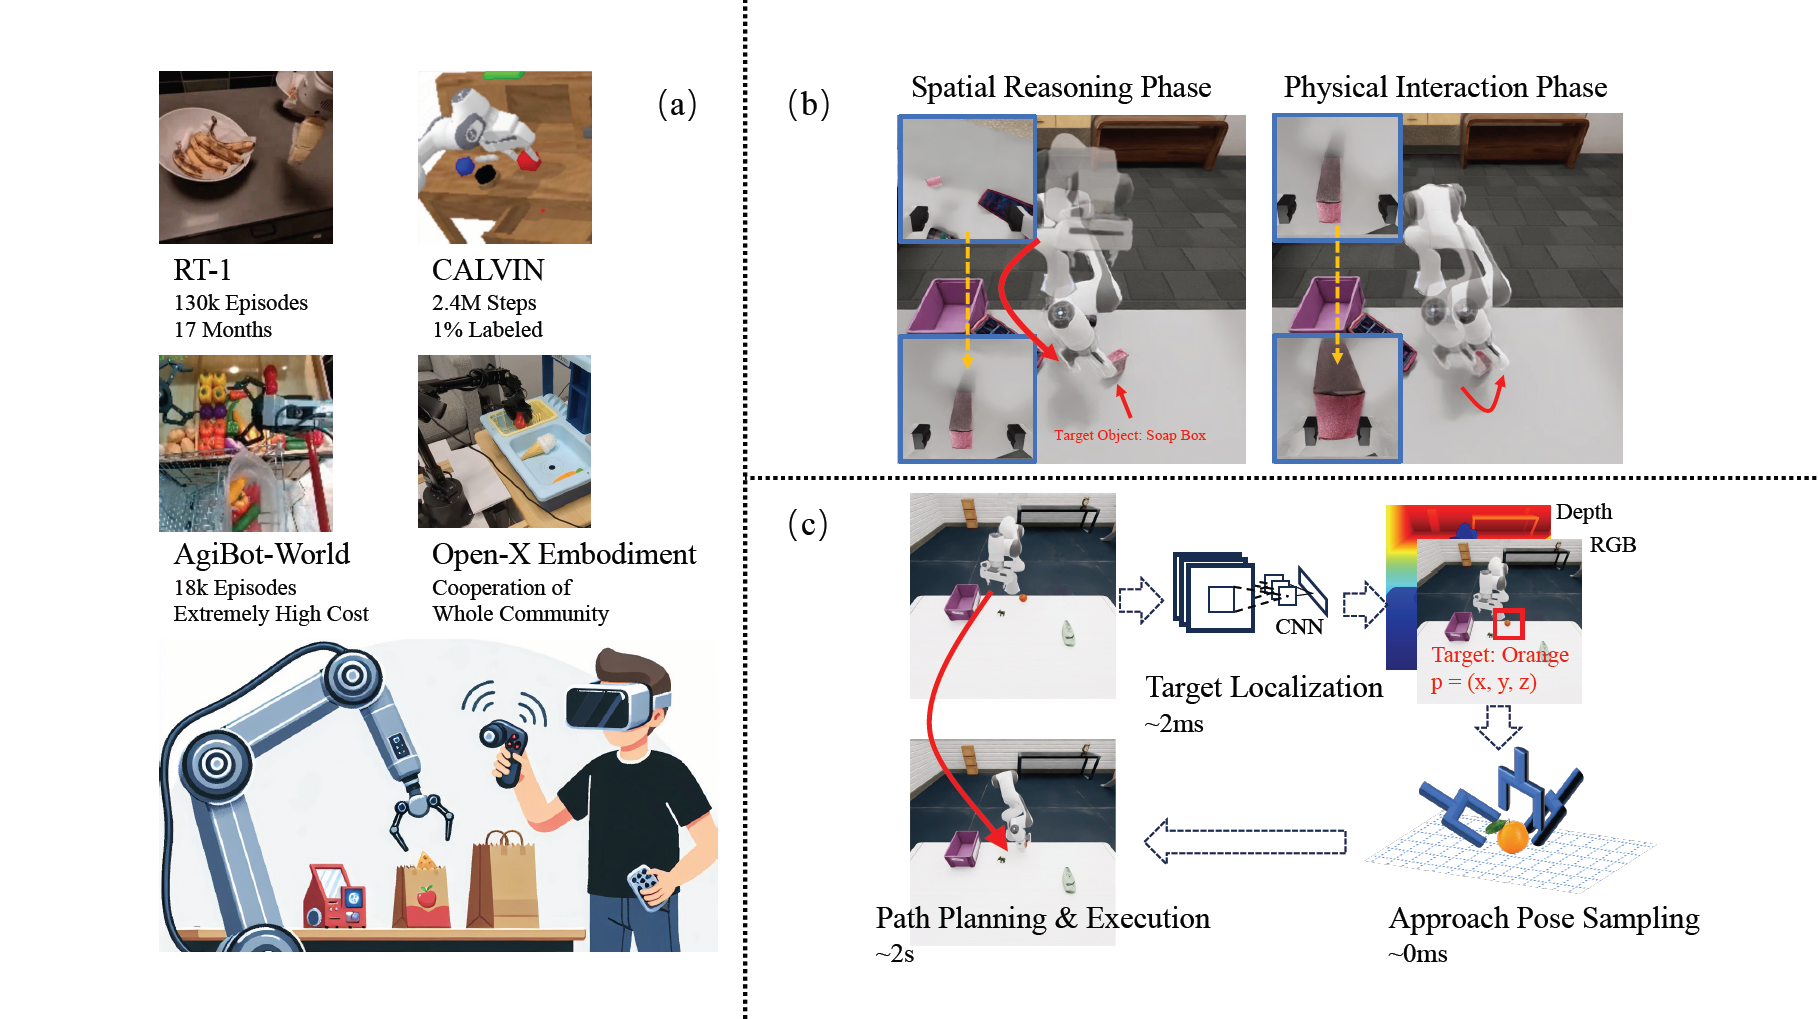 (a)
RT-1
130k Episodes
17 Months
CALVIN
2.4M Steps
1% Labeled
AgiBot-World
18k Episodes
Extremely High Cost
Open-X Embodiment
Cooperation of
Whole Community
(b)
Spatial Reasoning Phase
Physical Interaction Phase
Target Object: Soap Box
(c)
CNN
Target Localization
~2ms
Depth
RGB
Target: Orange
p = (x, y, z)
Approach Pose Sampling
~0ms
Path Planning & Execution
~2s